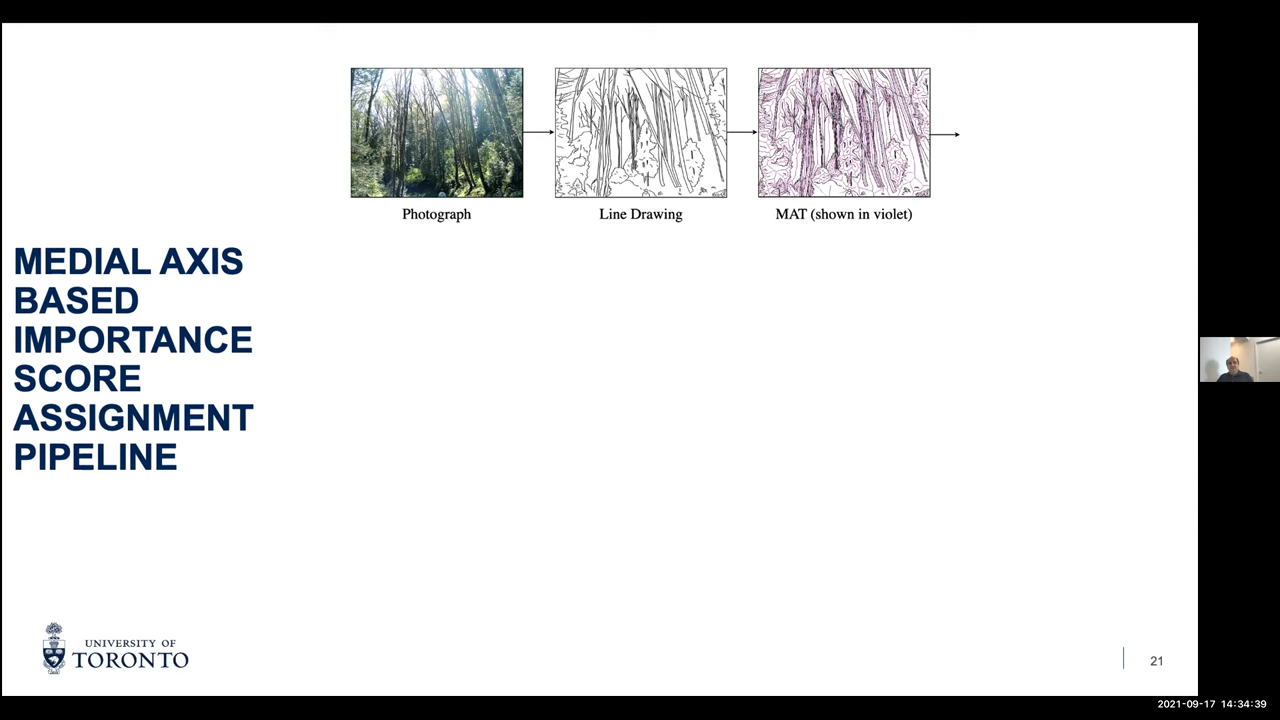 Photograph
Line Drawing
MAT (shown in violet)
MEDIAL AXIS
BASED
IMPORTANCE
SCORE
ASSIGNMENT
PIPELINE
UNIVERSITY OF
TORONTO
21
2021-09-17 14:34:39